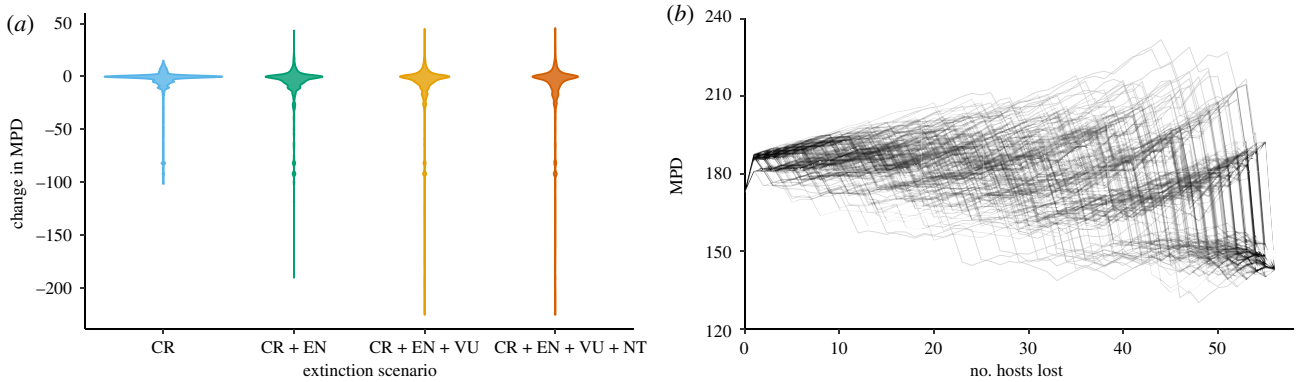 (a)
change in MPD
50
0
–50
–100
–150
–200
CR
CR + EN
CR + EN + VU
CR + EN + VU + NT
extinction scenario
(b)
MPD
240
210
180
150
120
0
10
20
30
40
50
no. hosts lost